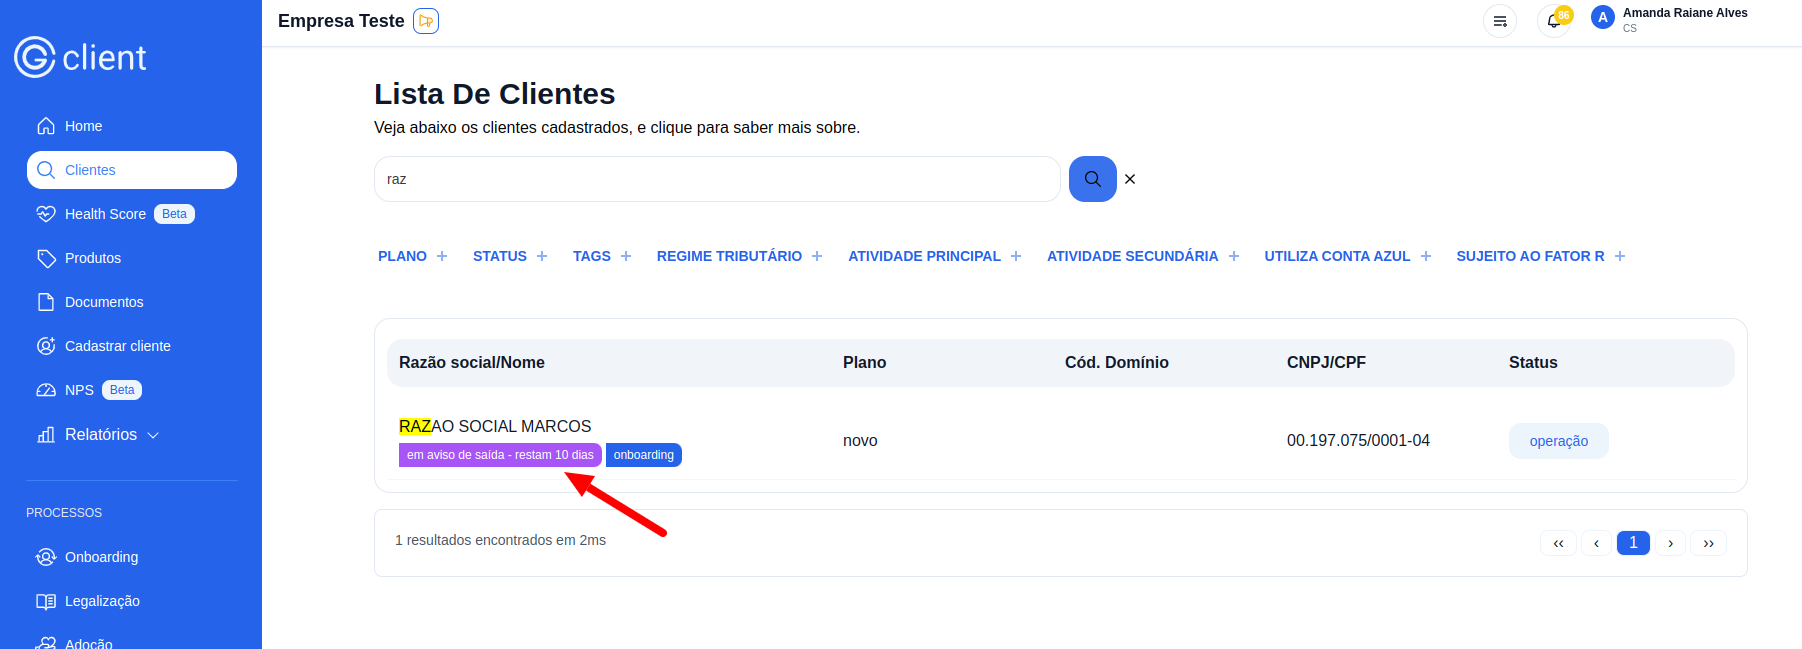 client
Home
Clientes
Health Score Beta
Produtos
Documentos
Cadastrar cliente
NPS Beta
Relatórios
PROCESSOS
Onboarding
Legalização
Adoção
Empresa Teste
86
A
Amanda Raiane Alves
CS
Lista De Clientes
Veja abaixo os clientes cadastrados, e clique para saber mais sobre.
raz
PLANO + STATUS + TAGS + REGIME TRIBUTÁRIO + ATIVIDADE PRINCIPAL + ATIVIDADE SECUNDÁRIA + UTILIZA CONTA AZUL + SUJEITO AO FATOR R +
Razão social/Nome Plano Cód. Domínio CNPJ/CPF Status
RAZAO SOCIAL MARCOS
em aviso de saída - restam 10 dias onboarding
novo 00.197.075/0001-04 operação
1 resultados encontrados em 2ms
‹‹ ‹ 1 › ››